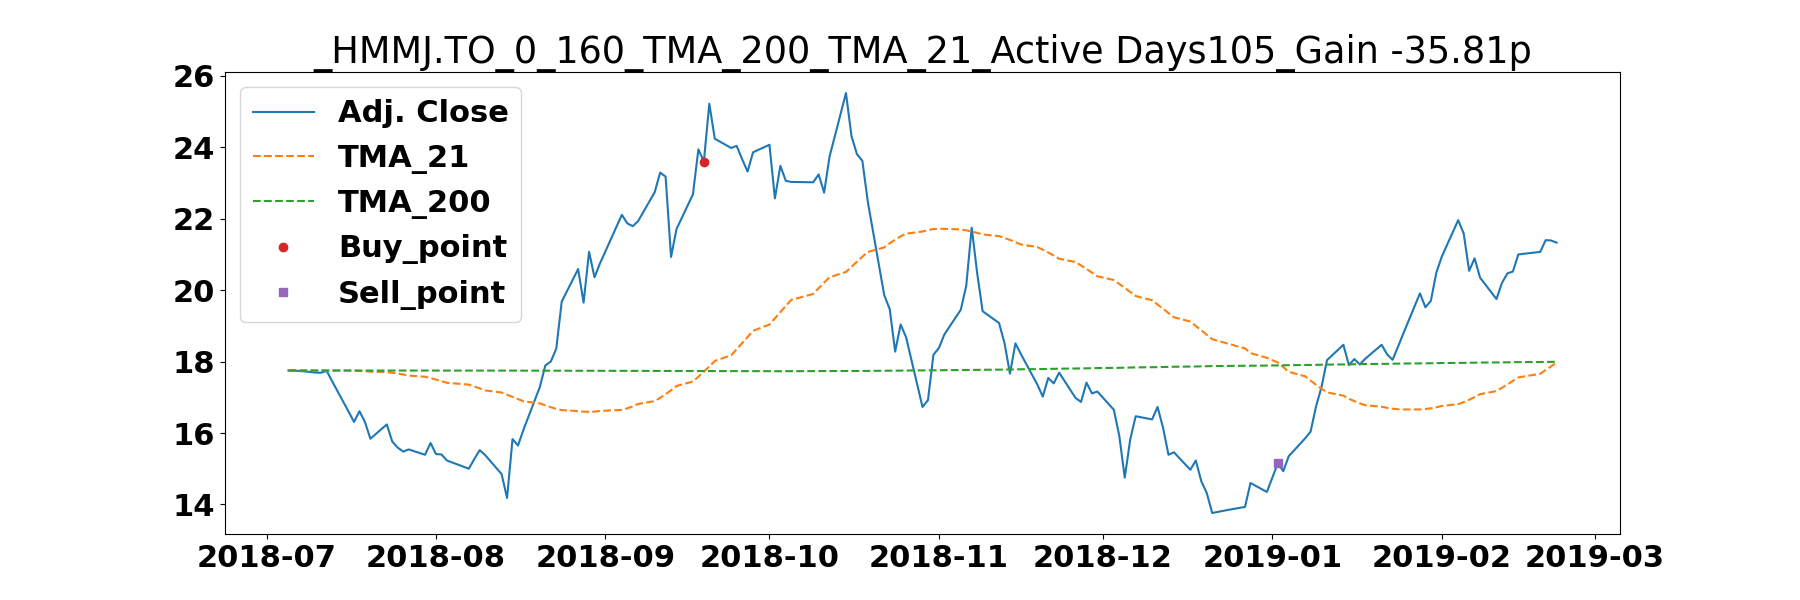 _HMMJ.TO_0_160_TMA_200_TMA_21_Active Days105_Gain -35.81p
26
24
22
20
18
16
14
Adj. Close
TMA_21
TMA_200
Buy_point
Sell_point
2018-07 2018-08 2018-09 2018-10 2018-11 2018-12 2019-01 2019-02 2019-03